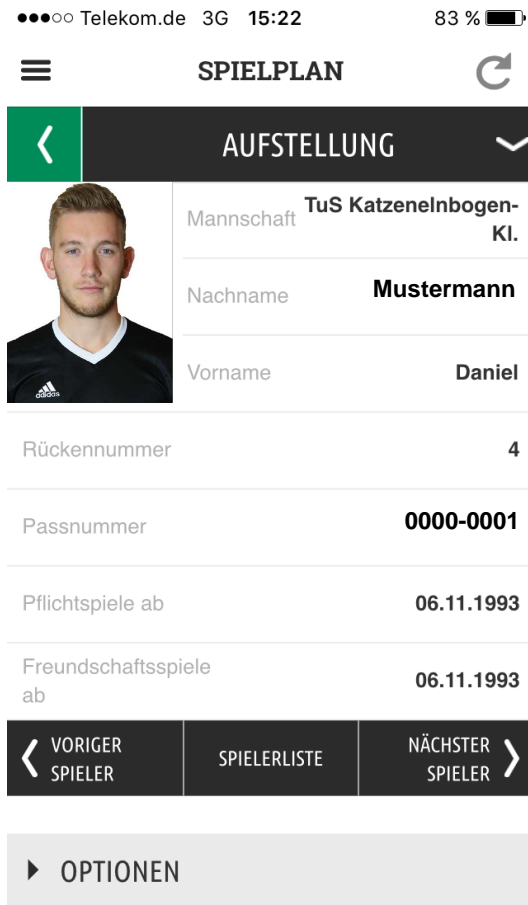 Telekom.de 3G 15:22 83 %
SPIELPLAN
AUFSTELLUNG
Mannschaft TuS Katzenelnbogen-
Kl.
Nachname Mustermann
Vorname Daniel
adidas
Rückennummer 4
Passnummer 0000-0001
Pflichtspiele ab 06.11.1993
Freundschaftsspiele
ab 06.11.1993
VORIGER
SPIELER
SPIELERLISTE
NÄCHSTER
SPIELER
OPTIONEN